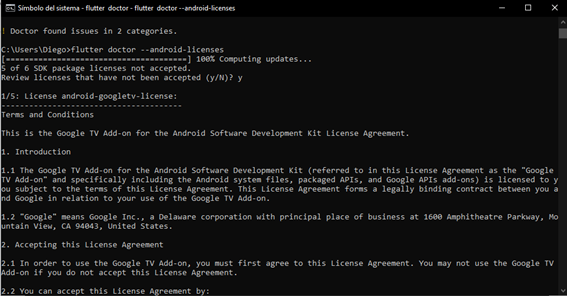 Símbolo del sistema - flutter doctor - flutter doctor --android-licenses
! Doctor found issues in 2 categories.
C:\Users\Diego>flutter doctor --android-licenses
[=======================================] 100% Computing updates...
5 of 6 SDK package licenses not accepted.
Review licenses that have not been accepted (y/N)? y
1/5: License android-googletv-license:
---------------------------------------
Terms and Conditions
This is the Google TV Add-on for the Android Software Development Kit License Agreement.
1. Introduction
1.1 The Google TV Add-on for the Android Software Development Kit (referred to in this License Agreement as the "Google
TV Add-on" and specifically including the Android system files, packaged APIs, and Google APIs add-ons) is licensed to y
ou subject to the terms of this License Agreement. This License Agreement forms a legally binding contract between you a
nd Google in relation to your use of the Google TV Add-on.
1.2 "Google" means Google Inc., a Delaware corporation with principal place of business at 1600 Amphitheatre Parkway, Mo
untain View, CA 94043, United States.
2. Accepting this License Agreement
2.1 In order to use the Google TV Add-on, you must first agree to this License Agreement. You may not use the Google TV
Add-on if you do not accept this License Agreement.
2.2 You can accept this License Agreement by: